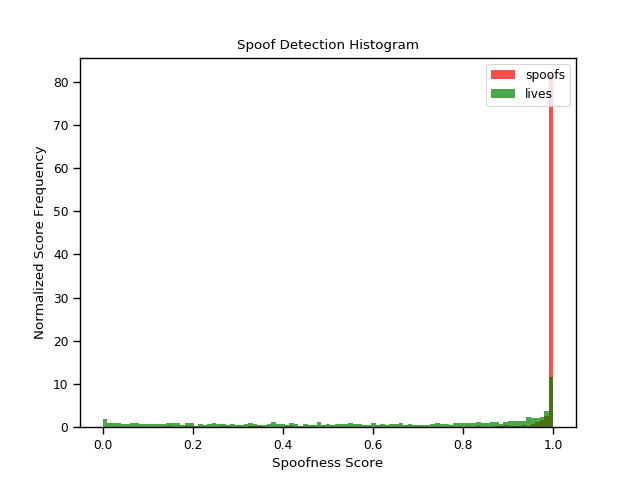 Spoof Detection Histogram
spoofs
lives
Normalized Score Frequency
80
70
60
50
40
30
20
10
0
0.0 0.2 0.4 0.6 0.8 1.0
Spoofness Score